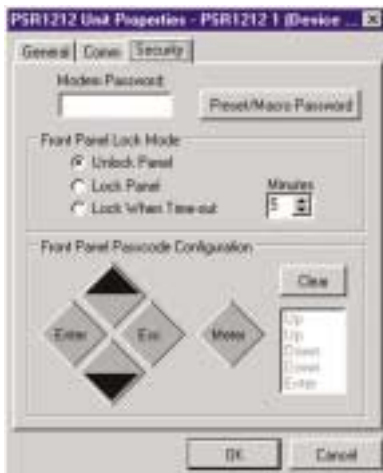 PSR1212 Unit Properties - PSR1212 1 (Device ...
General Comm Security
Modem Password:
Preset/Macro Password
Front Panel Lock Mode
Unlock Panel
Lock Panel
Lock When Time-out
Minutes
5
Front Panel Passcode Configuration
Clear
Enter Esc Meter
Up
Up
Down
Down
Enter
OK Cancel